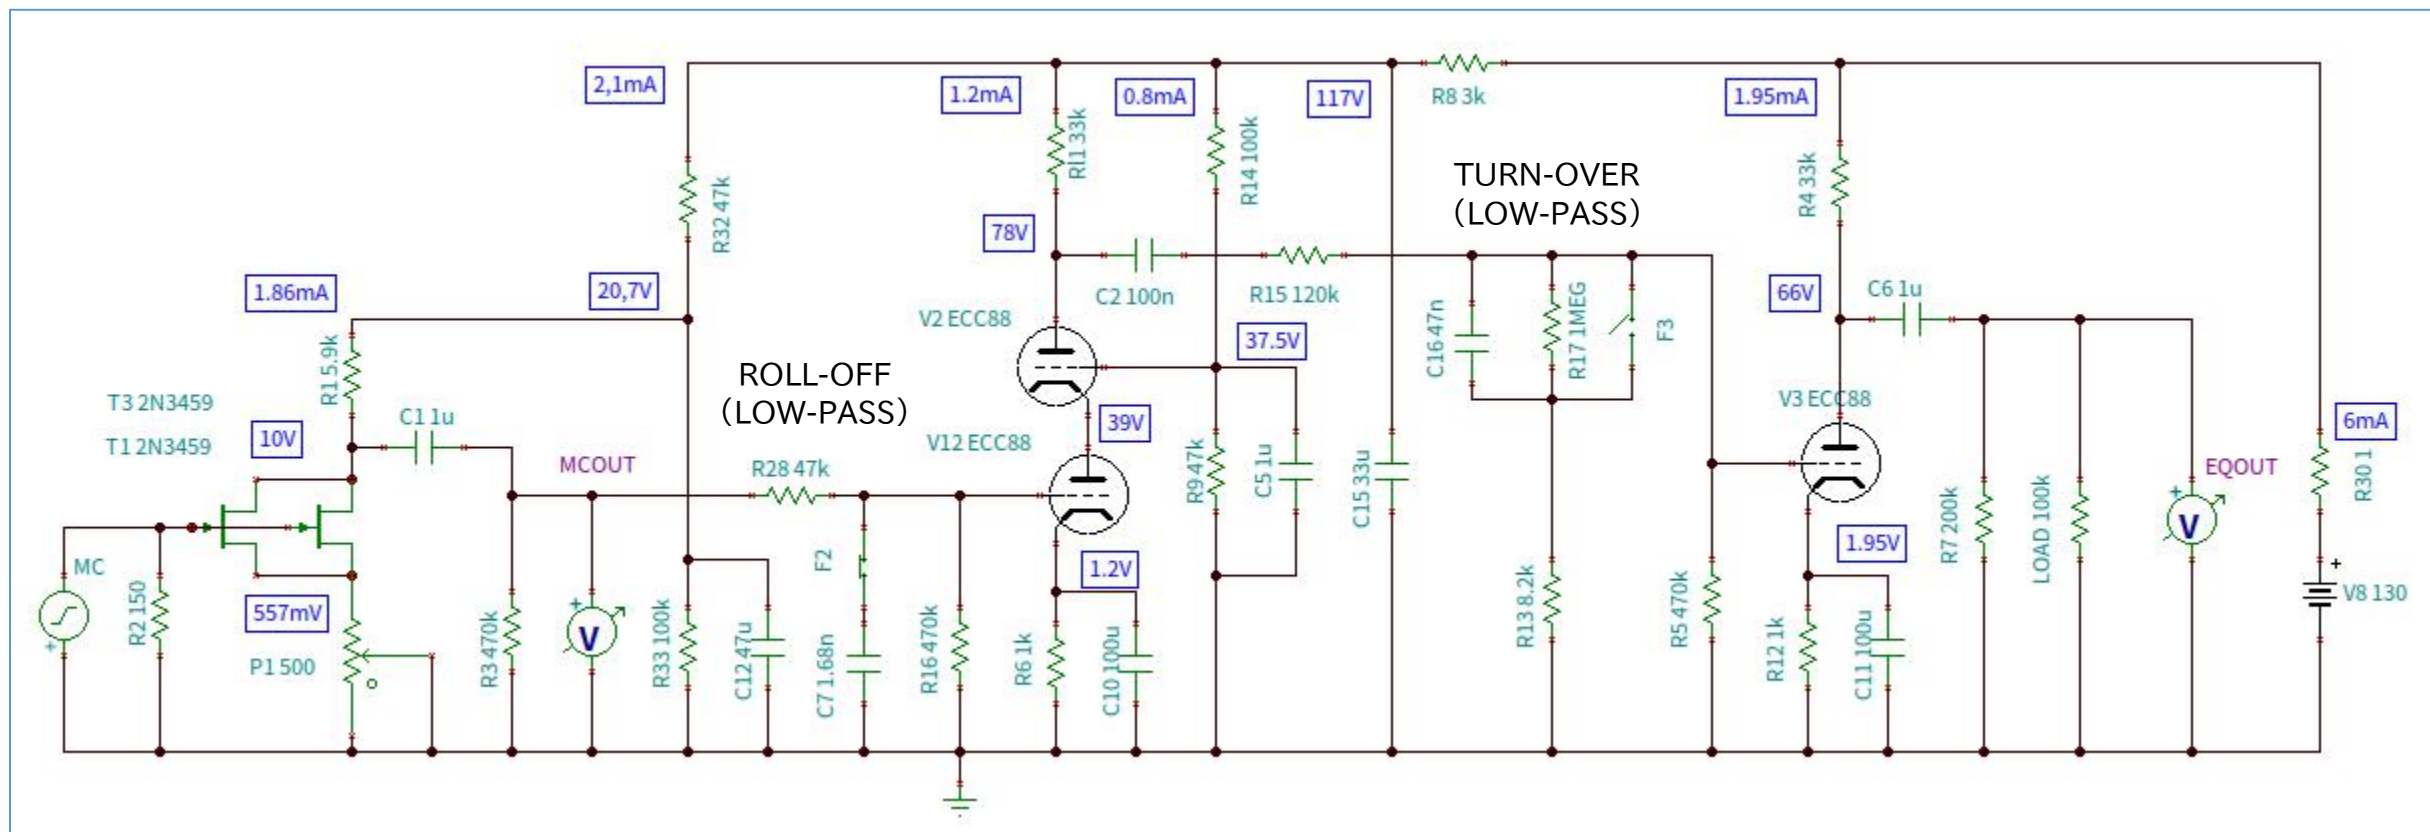 2,1mA
1.2mA
0.8mA
117V
R8 3k
1.95mA
Rl1 33k
R14 100k
R32 47k
TURN-OVER
(LOW-PASS)
R4 33k
78V
1.86mA
20,7V
C2 100n
R15 120k
66V
C6 1u
V2 ECC88
37.5V
C16 47n
R17 1MEG
F3
R1 5.9k
ROLL-OFF
(LOW-PASS)
T3 2N3459
T1 2N3459
10V
C1 1u
V12 ECC88
39V
V3 ECC88
6mA
MCOUT
R28 47k
R9 47k
C5 1u
C15 33u
EQOUT
R30 1
MC
R2 150
557mV
P1 500
R3 470k
V
R33 100k
C12 47u
F2
C7 1.68n
R16 470k
1.2V
R6 1k
C10 100u
R13 8.2k
R5 470k
1.95V
R12 1k
C11 100u
R7 200k
LOAD 100k
V
V8 130